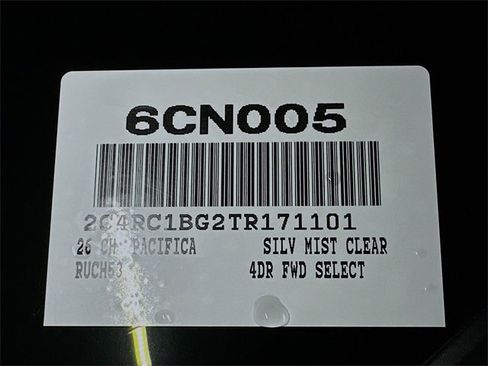 6CN005
2C4RC1BG2TR171101
26 CH PACIFICA SILV MIST CLEAR
RUCH53 4DR FWD SELECT